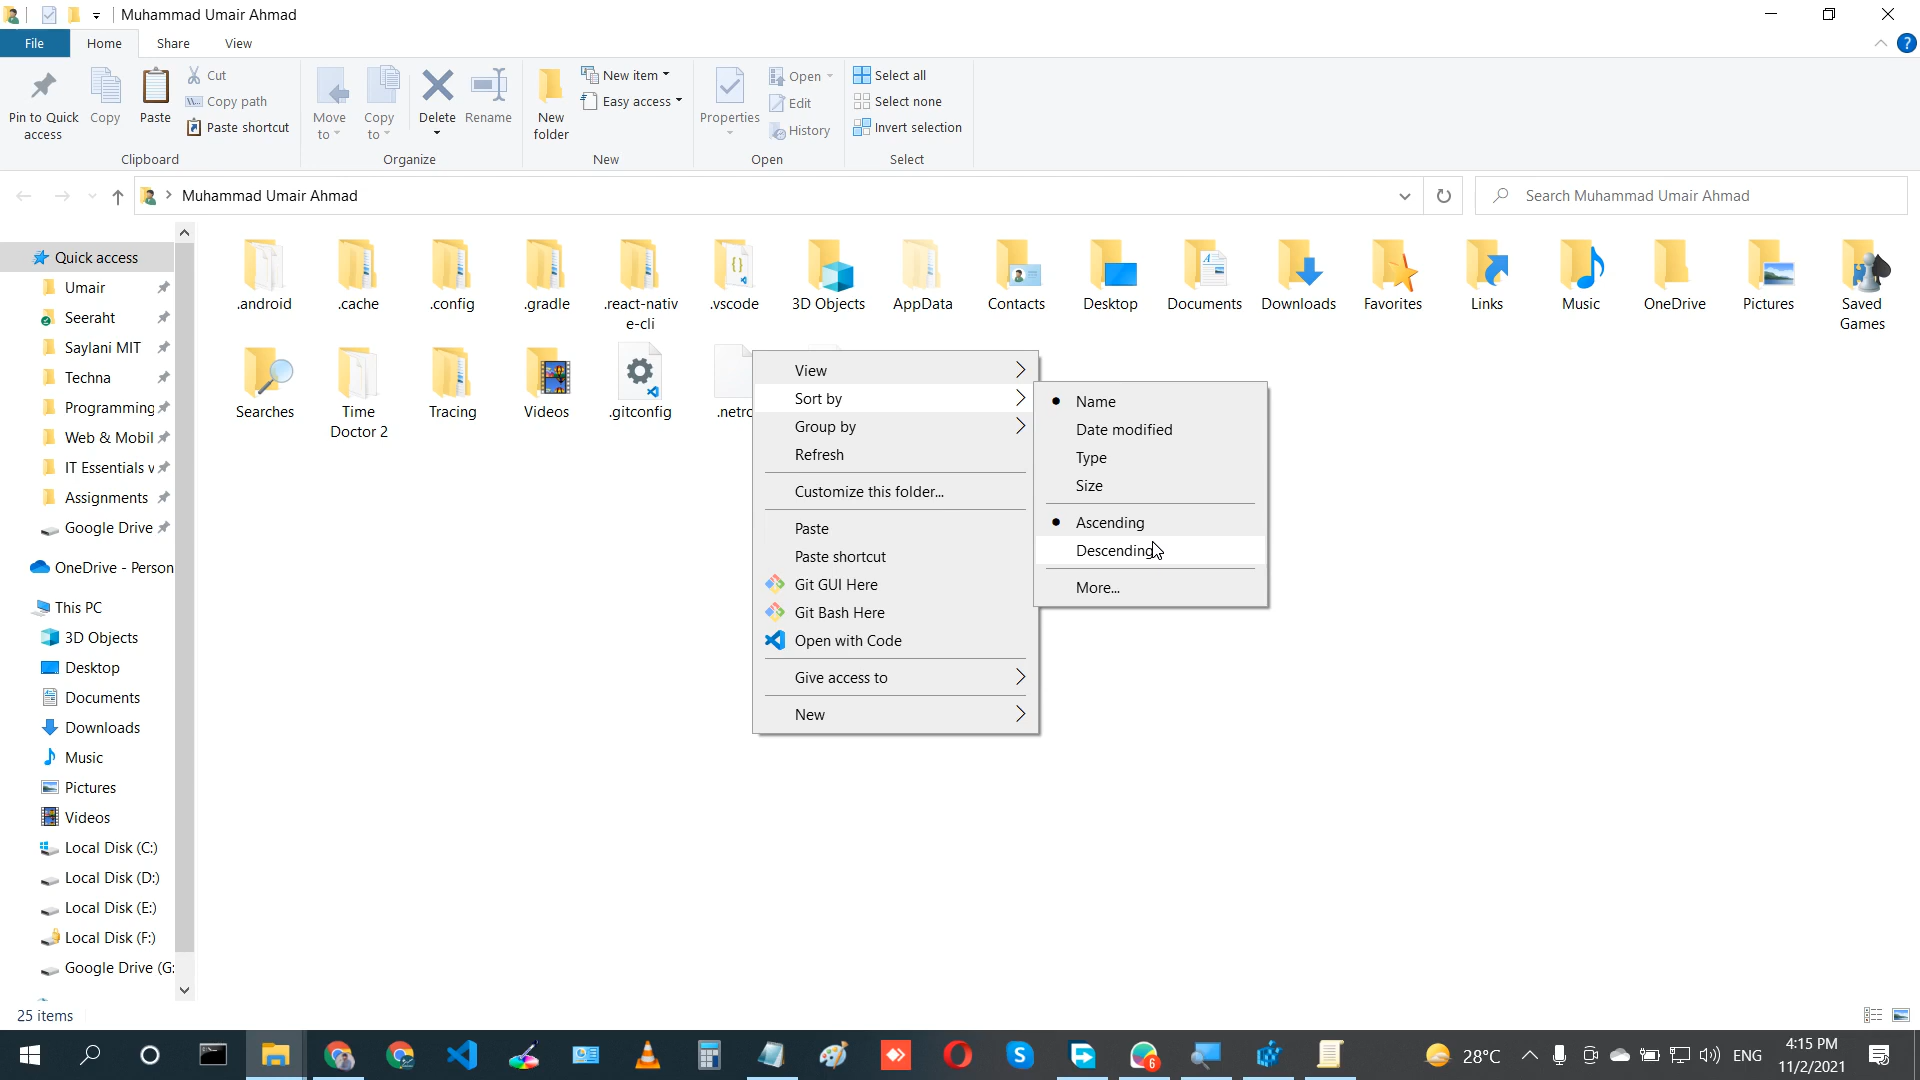 Muhammad Umair Ahmad
File Home Share View
Pin to Quick access
Copy
Paste
Cut
Copy path
Paste shortcut
Clipboard
Move to
Copy to
Delete
Rename
Organize
New folder
New item
Easy access
New
Properties
Open
Edit
History
Open
Select all
Select none
Invert selection
Select
Muhammad Umair Ahmad
Search Muhammad Umair Ahmad
Quick access
Umair
Seeraht
Saylani MIT
Techna
Programming
Web & Mobil
IT Essentials v
Assignments
Google Drive
OneDrive - Person
This PC
3D Objects
Desktop
Documents
Downloads
Music
Pictures
Videos
Local Disk (C:)
Local Disk (D:)
Local Disk (E:)
Local Disk (F:)
Google Drive (G:
.android
.cache
.config
.gradle
.react-nativ
e-cli
.vscode
3D Objects
AppData
Contacts
Desktop
Documents
Downloads
Favorites
Links
Music
OneDrive
Pictures
Saved
Games
Searches
Time
Doctor 2
Tracing
Videos
.gitconfig
.netrc
View
Sort by
Group by
Refresh
Customize this folder...
Paste
Paste shortcut
Git GUI Here
Git Bash Here
Open with Code
Give access to
New
Name
Date modified
Type
Size
Ascending
Descending
More...
25 items
6
28°C
ENG
4:15 PM
11/2/2021